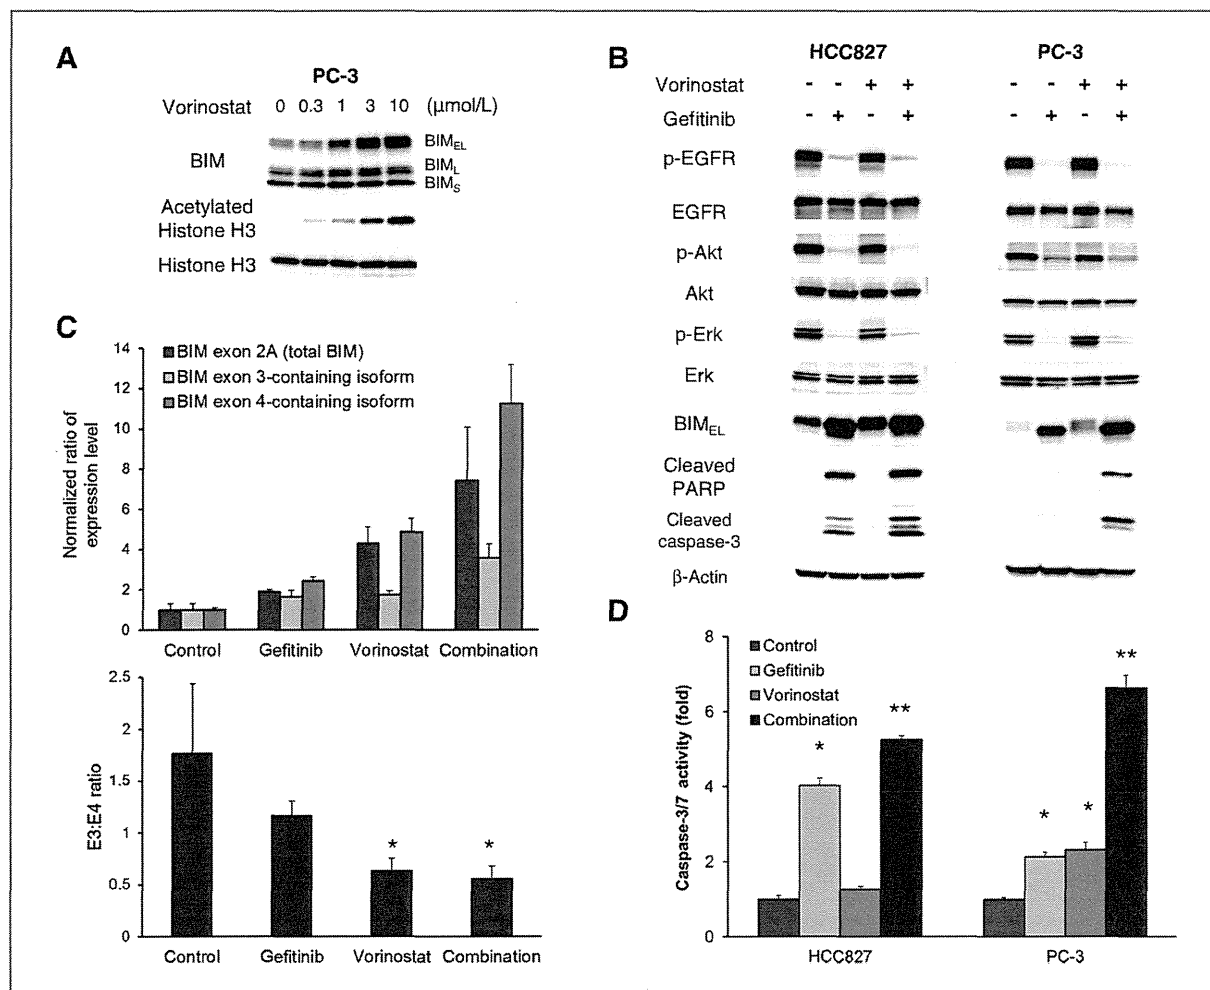 A
PC-3
Vorinostat 0 0.3 1 3 10 (μmol/L)
BIM
BIM_EL
BIM_L
BIM_S
Acetylated
Histone H3
Histone H3
B
HCC827 PC-3
Vorinostat - - + + - - + +
Gefitinib - + - + - + - +
p-EGFR
EGFR
p-Akt
Akt
p-Erk
Erk
BIM_EL
Cleaved
PARP
Cleaved
caspase-3
β-Actin
C
Normalized ratio of
expression level
14
12
10
8
6
4
2
0
BIM exon 2A (total BIM)
BIM exon 3-containing isoform
BIM exon 4-containing isoform
Control Gefitinib Vorinostat Combination
E3:E4 ratio
2.5
2
1.5
1
0.5
0
* *
Control Gefitinib Vorinostat Combination
D
Caspase-3/7 activity (fold)
8
6
4
2
0
Control
Gefitinib
Vorinostat
Combination
* ** * * **
HCC827 PC-3